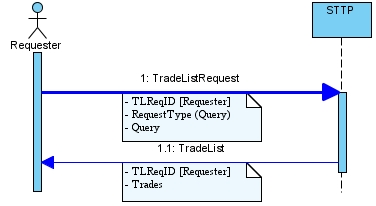 STTP
Requester
1: TradeListRequest
- TLReqID [Requester]
- RequestType (Query)
- Query
1.1: TradeList
- TLReqID [Requester]
- Trades